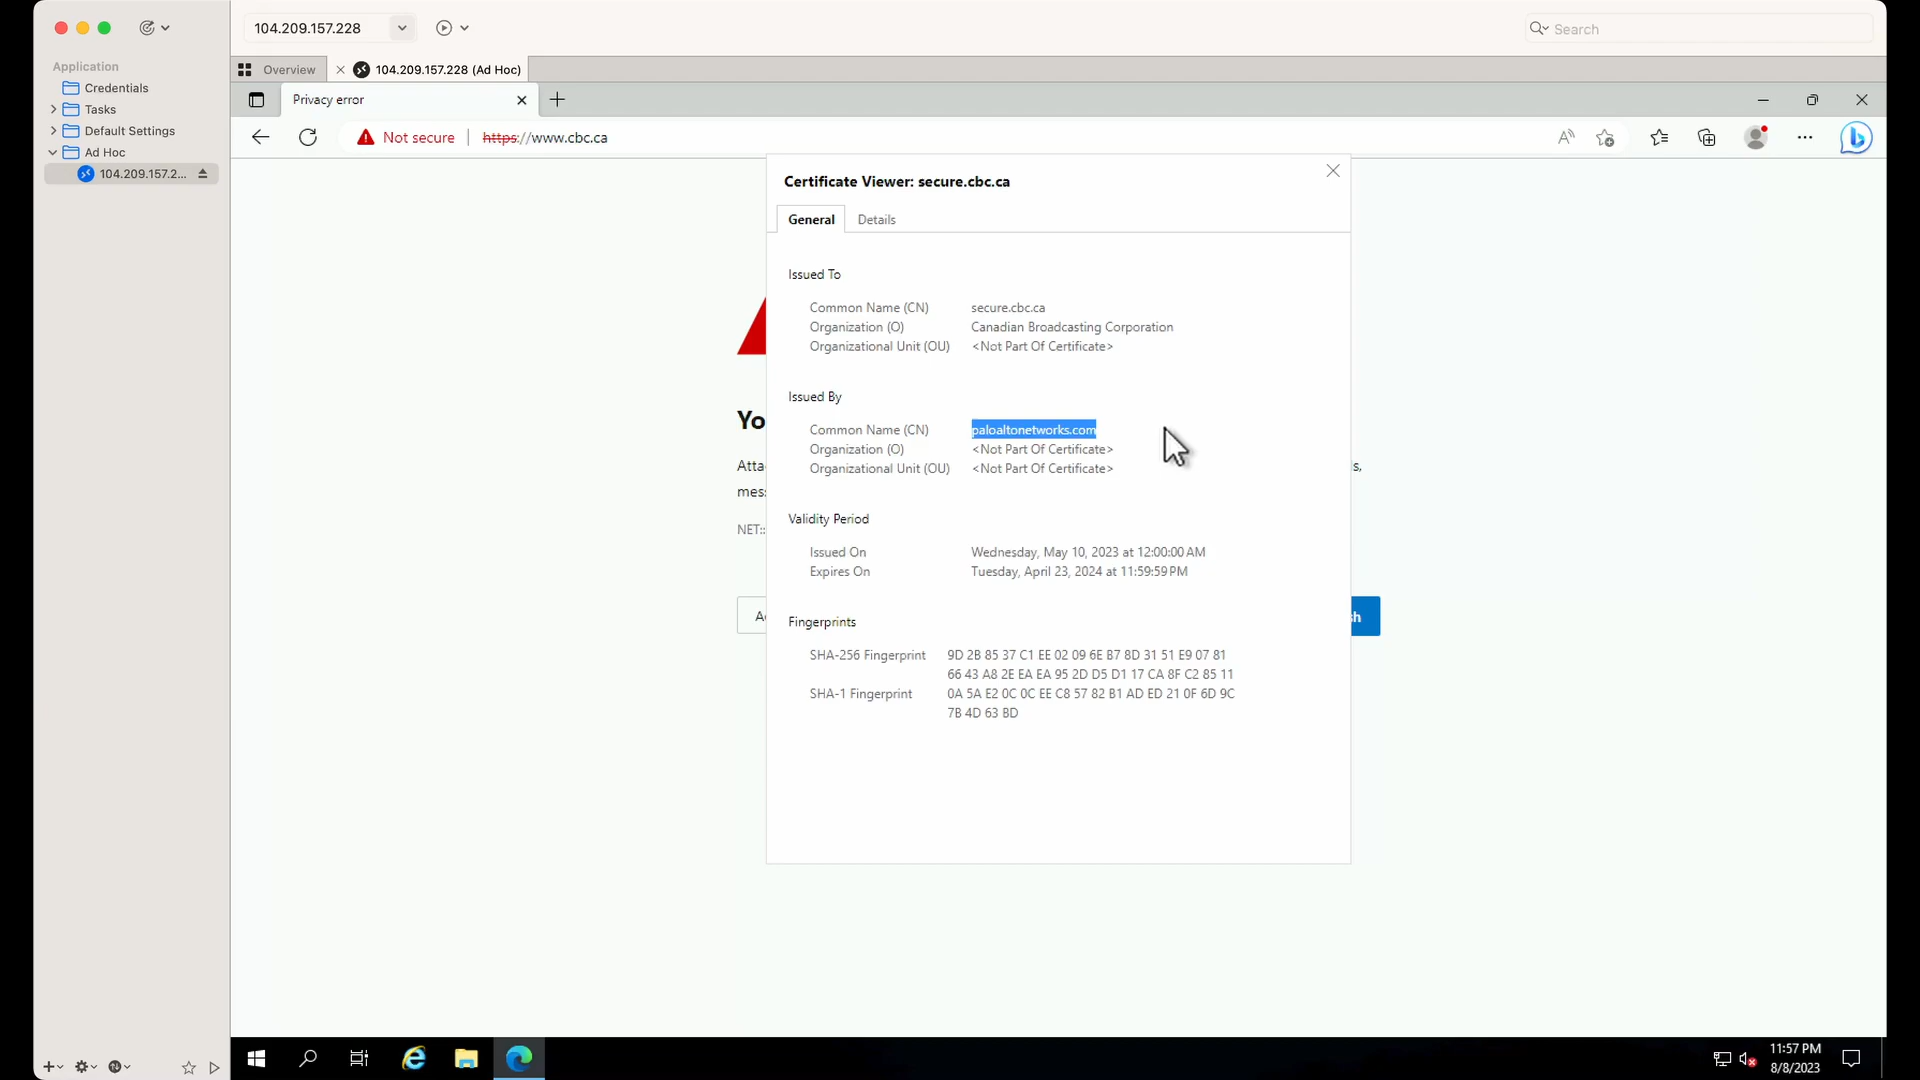 104.209.157.228
Search
Application
Credentials
Tasks
Default Settings
Ad Hoc
104.209.157.2...
Overview
104.209.157.228 (Ad Hoc)
Privacy error
Not secure
https://www.cbc.ca
Certificate Viewer: secure.cbc.ca
General
Details
Issued To
Common Name (CN) secure.cbc.ca
Organization (O) Canadian Broadcasting Corporation
Organizational Unit (OU) <Not Part Of Certificate>
Issued By
Common Name (CN) paloaltonetworks.com
Organization (O) <Not Part Of Certificate>
Organizational Unit (OU) <Not Part Of Certificate>
Validity Period
Issued On Wednesday, May 10, 2023 at 12:00:00 AM
Expires On Tuesday, April 23, 2024 at 11:59:59 PM
Fingerprints
SHA-256 Fingerprint 9D 2B 85 37 C1 EE 02 09 6E B7 8D 31 51 E9 07 81
66 43 A8 2E EA EA 95 2D D5 D1 17 CA 8F C2 85 11
SHA-1 Fingerprint 0A 5A E2 0C 0C EE C8 57 82 B1 AD ED 21 0F 6D 9C
7B 4D 63 BD
Yo
Atta
s,
mess
NET::
A
h
11:57 PM
8/8/2023